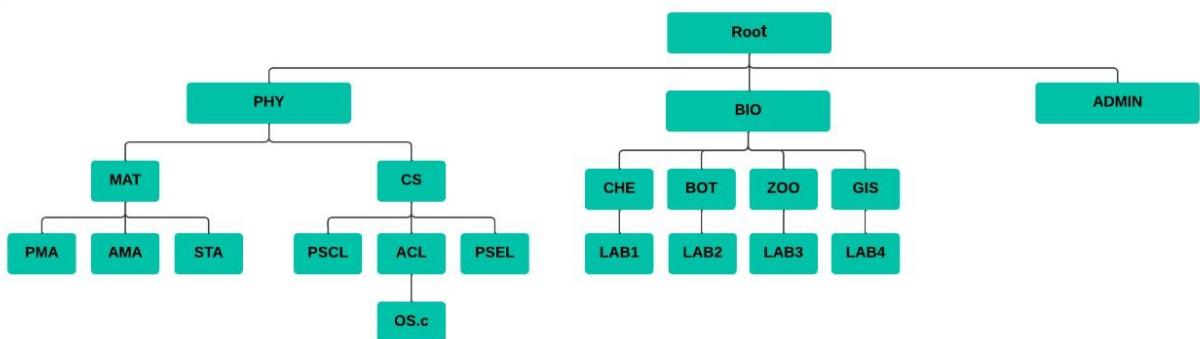 Root
PHY
BIO
ADMIN
MAT
CS
CHE
BOT
ZOO
GIS
PMA
AMA
STA
PSCL
ACL
PSEL
LAB1
LAB2
LAB3
LAB4
OS.c